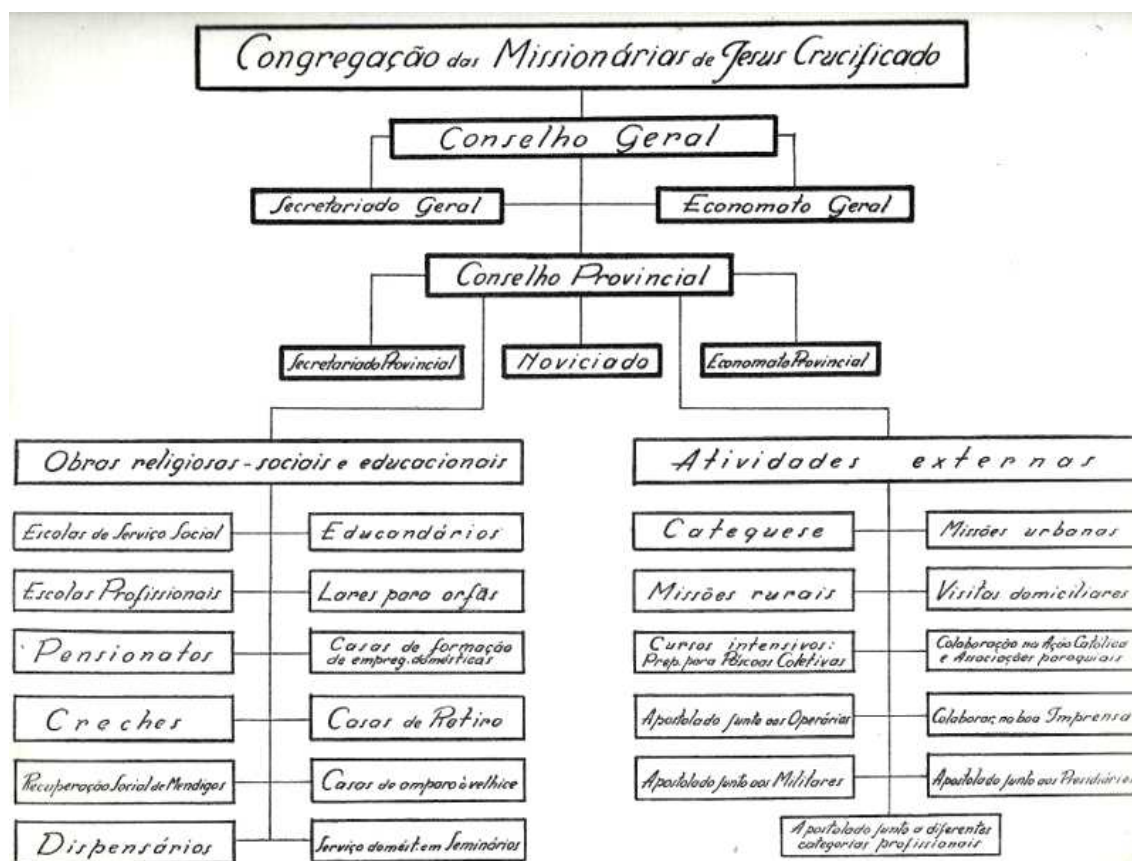 Congregação das Missionárias de Jesus Crucificado
Conselho Geral
Secretariado Geral
Economato Geral
Conselho Provincial
Secretariado Provincial
Noviciado
Economato Provincial
Obras religiosas-sociais e educacionais
Atividades externas
Escolas de Serviço Social
Educandários
Escolas Profissionais
Lares para orfãs
Pensionatos
Casas de formação
de empreg. domésticas
Creches
Casas de Retiro
Recuperação Social de Mendigos
Casas de amparo à velhice
Dispensários
Serviço domést. em Seminários
Catequese
Missões urbanas
Missões rurais
Visitas domiciliares
Cursos intensivos:
Prep. para Páscoas Coletivas
Colaboração na Ação Católica
e Associações paroquiais
Apostolado junto aos Operários
Colabor. na boa Imprensa
Apostolado junto aos Militares
Apostolado junto aos Presidiários
Apostolado junto a diferentes
categorias profissionais